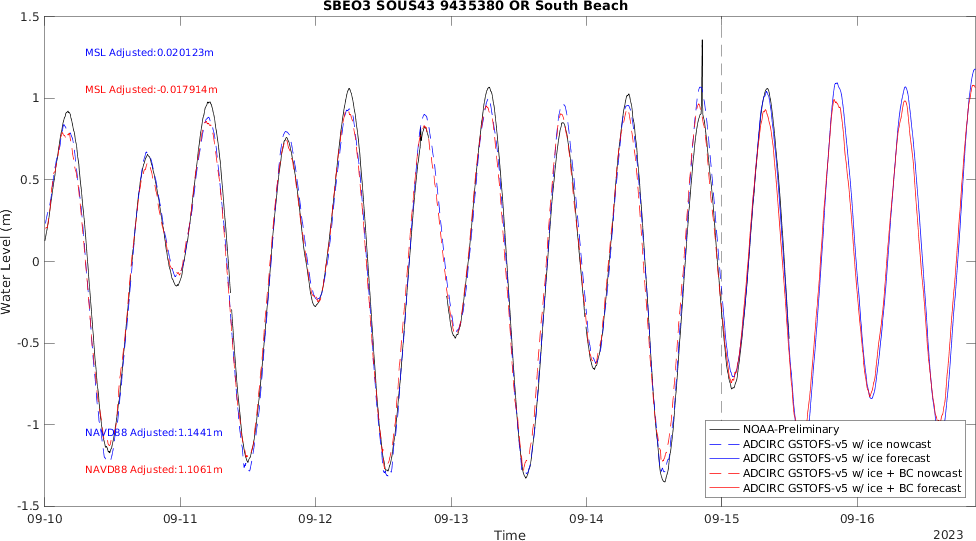 SBEO3 SOUS43 9435380 OR South Beach
1.5
MSL Adjusted:0.020123m
MSL Adjusted:-0.017914m
1
0.5
0
-0.5
-1
-1.5
Water Level (m)
NAVD88 Adjusted:1.1441m
NAVD88 Adjusted:1.1061m
NOAA-Preliminary
ADCIRC GSTOFS-v5 w/ ice nowcast
ADCIRC GSTOFS-v5 w/ ice forecast
ADCIRC GSTOFS-v5 w/ ice + BC nowcast
ADCIRC GSTOFS-v5 w/ ice + BC forecast
09-10 09-11 09-12 09-13 09-14 09-15 09-16
Time
2023